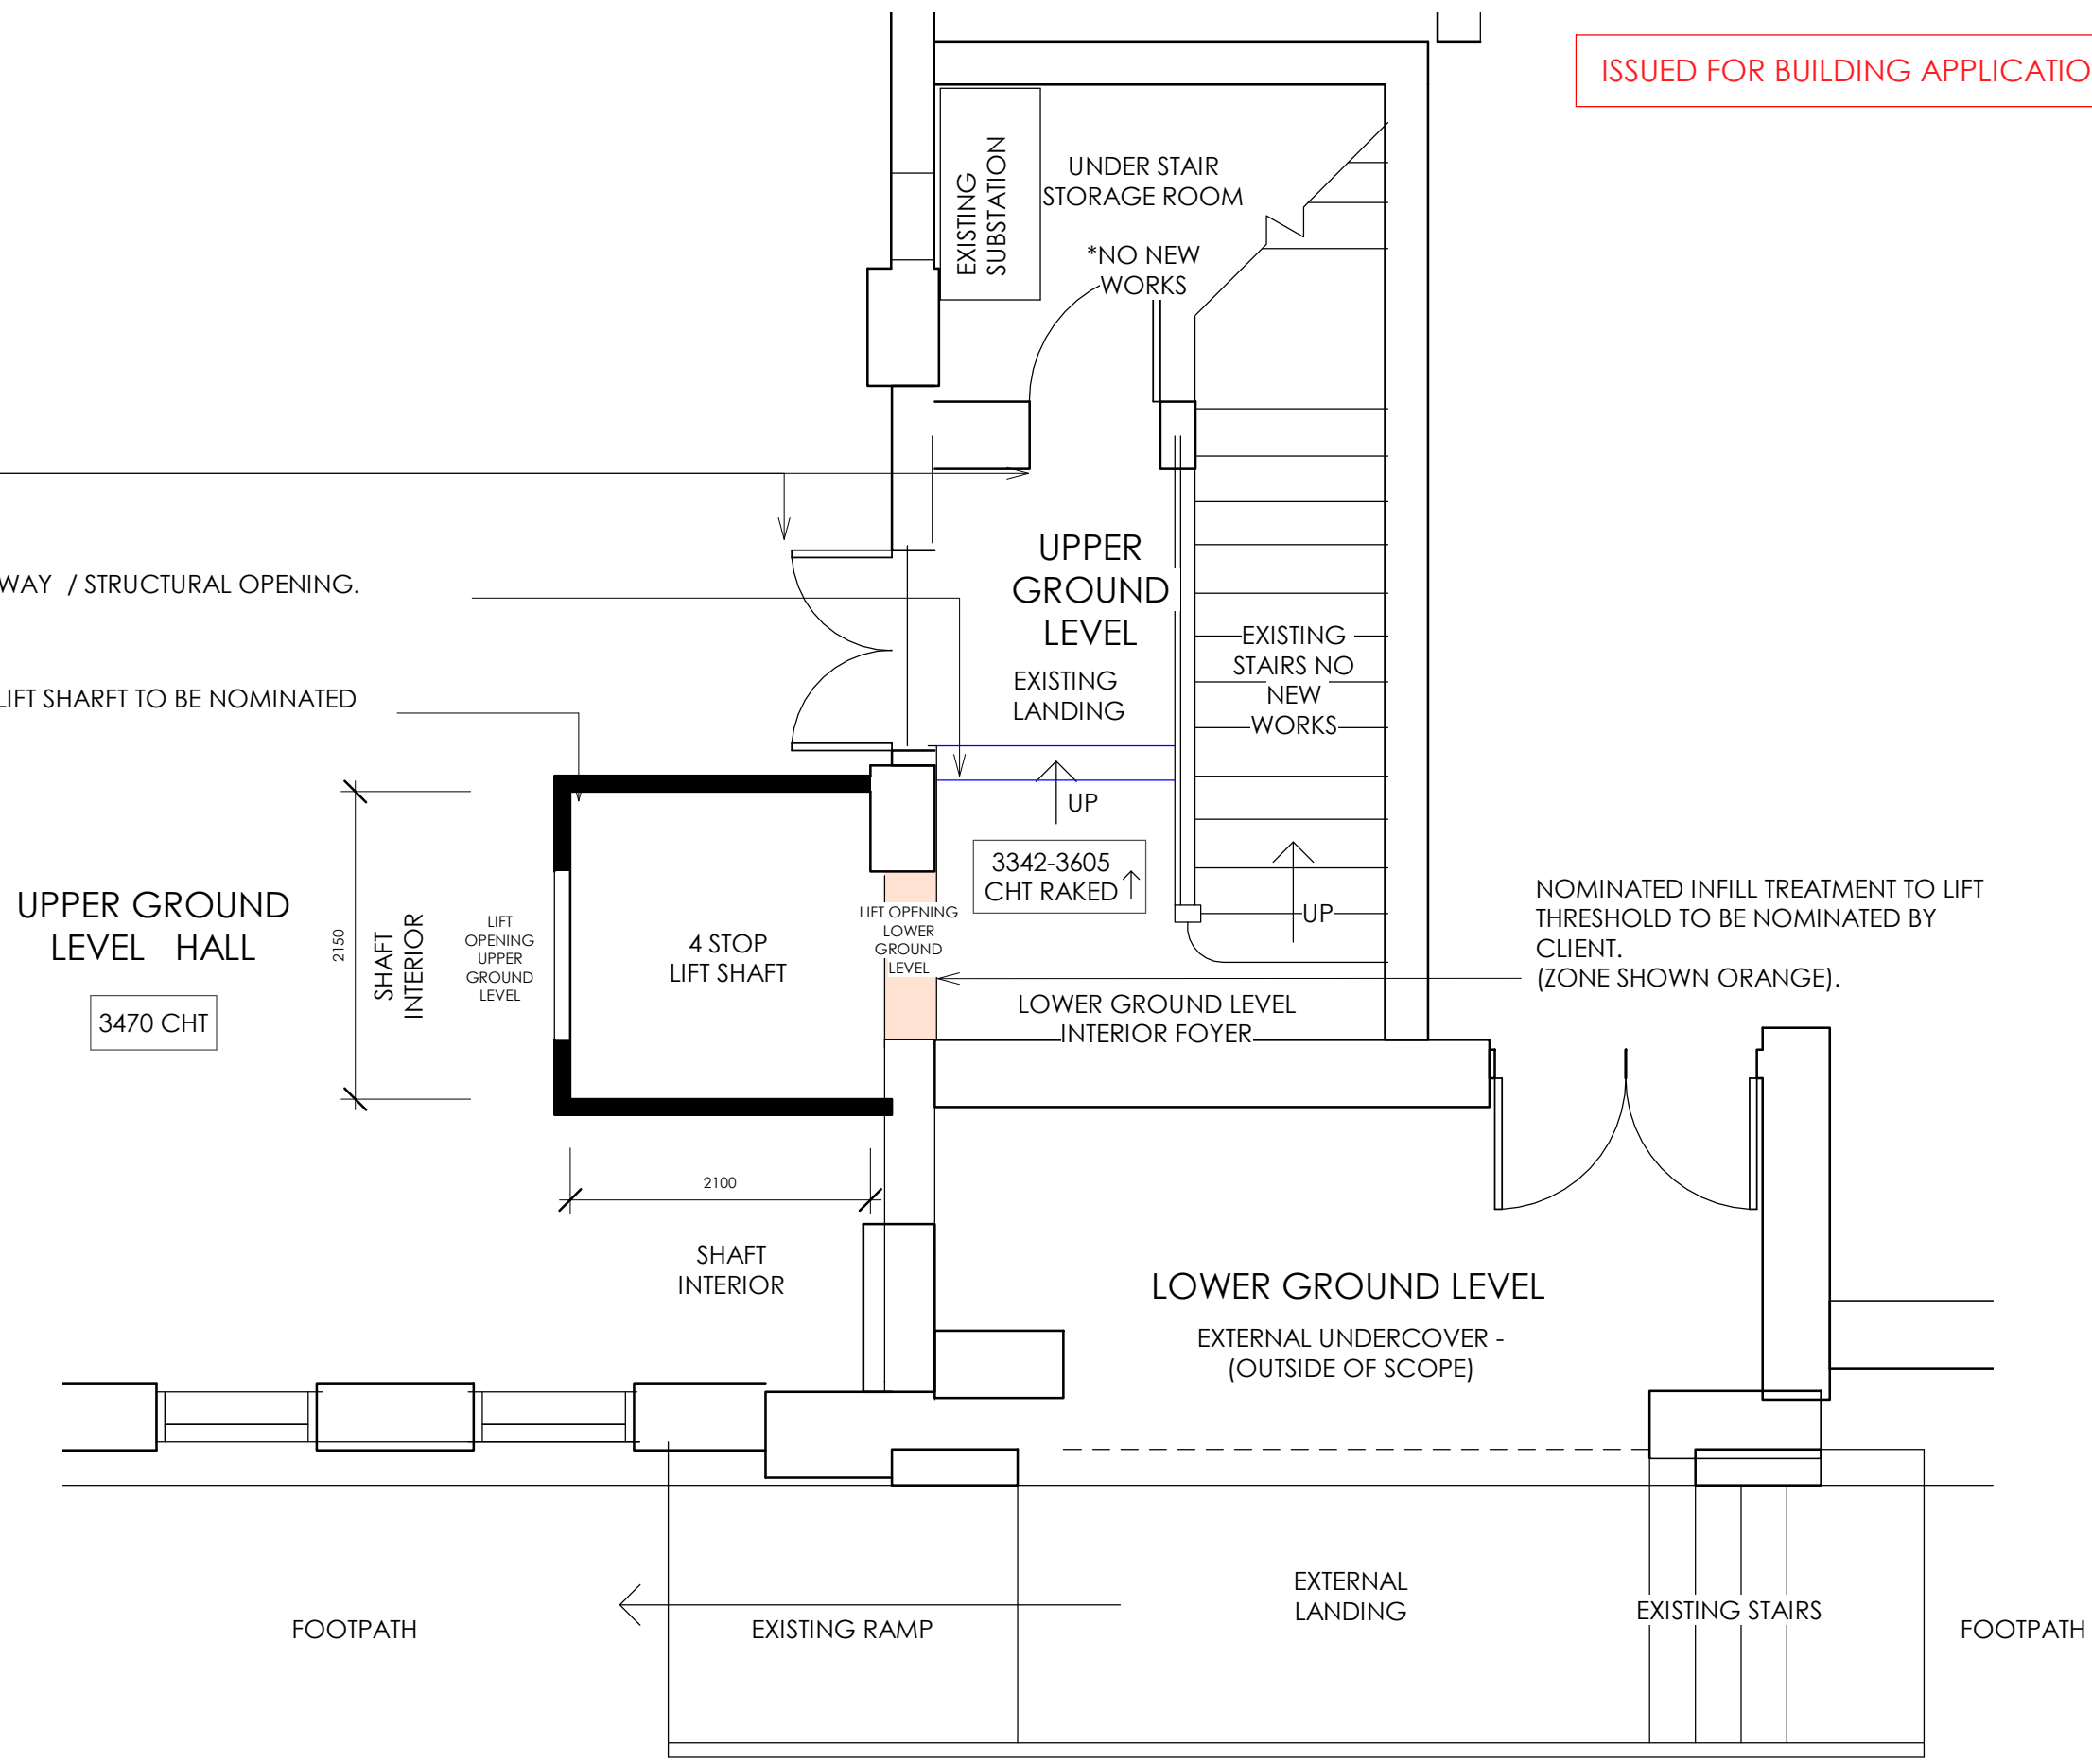 ISSUED FOR BUILDING APPLICATIO
EXISTING
SUBSTATION
UNDER STAIR
STORAGE ROOM
*NO NEW
WORKS
UPPER
GROUND
LEVEL
EXISTING
LANDING
EXISTING
STAIRS NO
NEW
WORKS
WAY / STRUCTURAL OPENING.
LIFT SHARFT TO BE NOMINATED
UP
3342-3605
CHT RAKED
UP
UPPER GROUND
LEVEL HALL
3470 CHT
2150
SHAFT
INTERIOR
LIFT
OPENING
UPPER
GROUND
LEVEL
4 STOP
LIFT SHAFT
LIFT OPENING
LOWER
GROUND
LEVEL
NOMINATED INFILL TREATMENT TO LIFT
THRESHOLD TO BE NOMINATED BY
CLIENT.
(ZONE SHOWN ORANGE).
LOWER GROUND LEVEL
INTERIOR FOYER
2100
SHAFT
INTERIOR
LOWER GROUND LEVEL
EXTERNAL UNDERCOVER -
(OUTSIDE OF SCOPE)
FOOTPATH
EXISTING RAMP
EXTERNAL
LANDING
EXISTING STAIRS
FOOTPATH